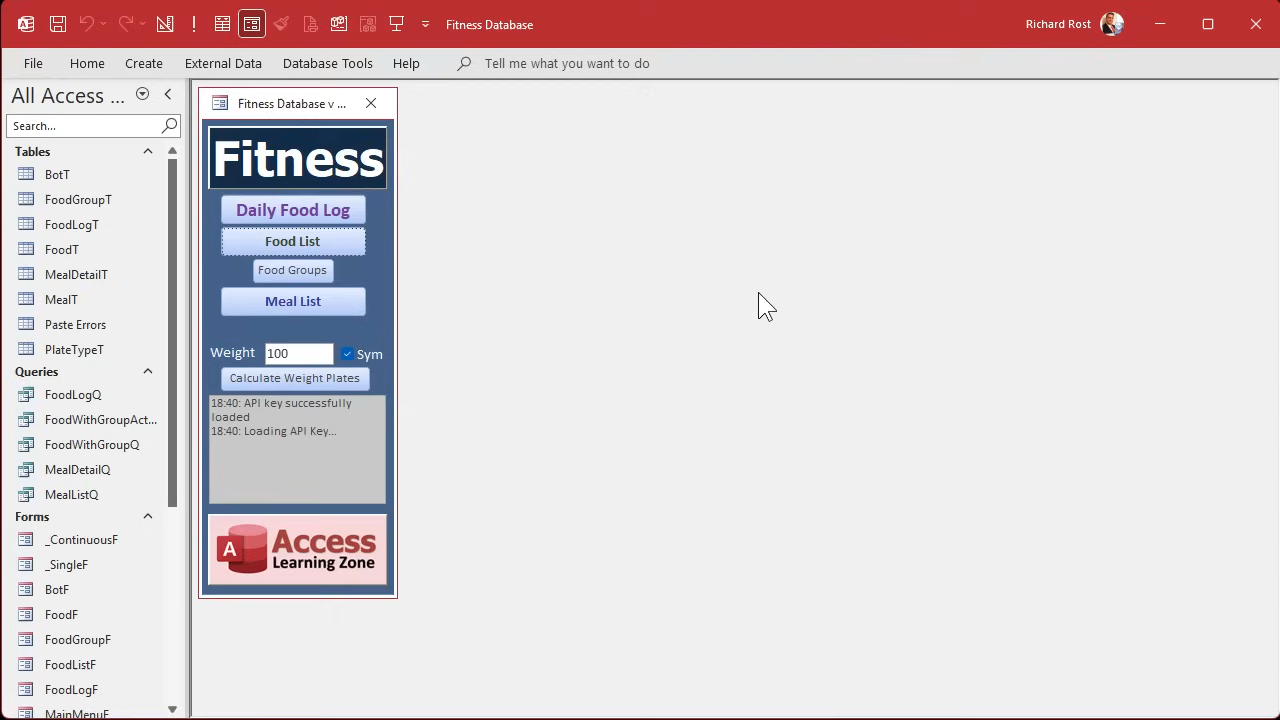 Fitness Database
Richard Rost
File Home Create External Data Database Tools Help Tell me what you want to do
All Access ...
Search...
Tables
BotT
FoodGroupT
FoodLogT
FoodT
MealDetailT
MealT
Paste Errors
PlateTypeT
Queries
FoodLogQ
FoodWithGroupAct...
FoodWithGroupQ
MealDetailQ
MealListQ
Forms
_ContinuousF
_SingleF
BotF
FoodF
FoodGroupF
FoodListF
FoodLogF
MainMenuF
Fitness Database v ...
Fitness
Daily Food Log
Food List
Food Groups
Meal List
Weight 100 Sym
Calculate Weight Plates
18:40: API key successfully
loaded
18:40: Loading API Key...
A Access
Learning Zone